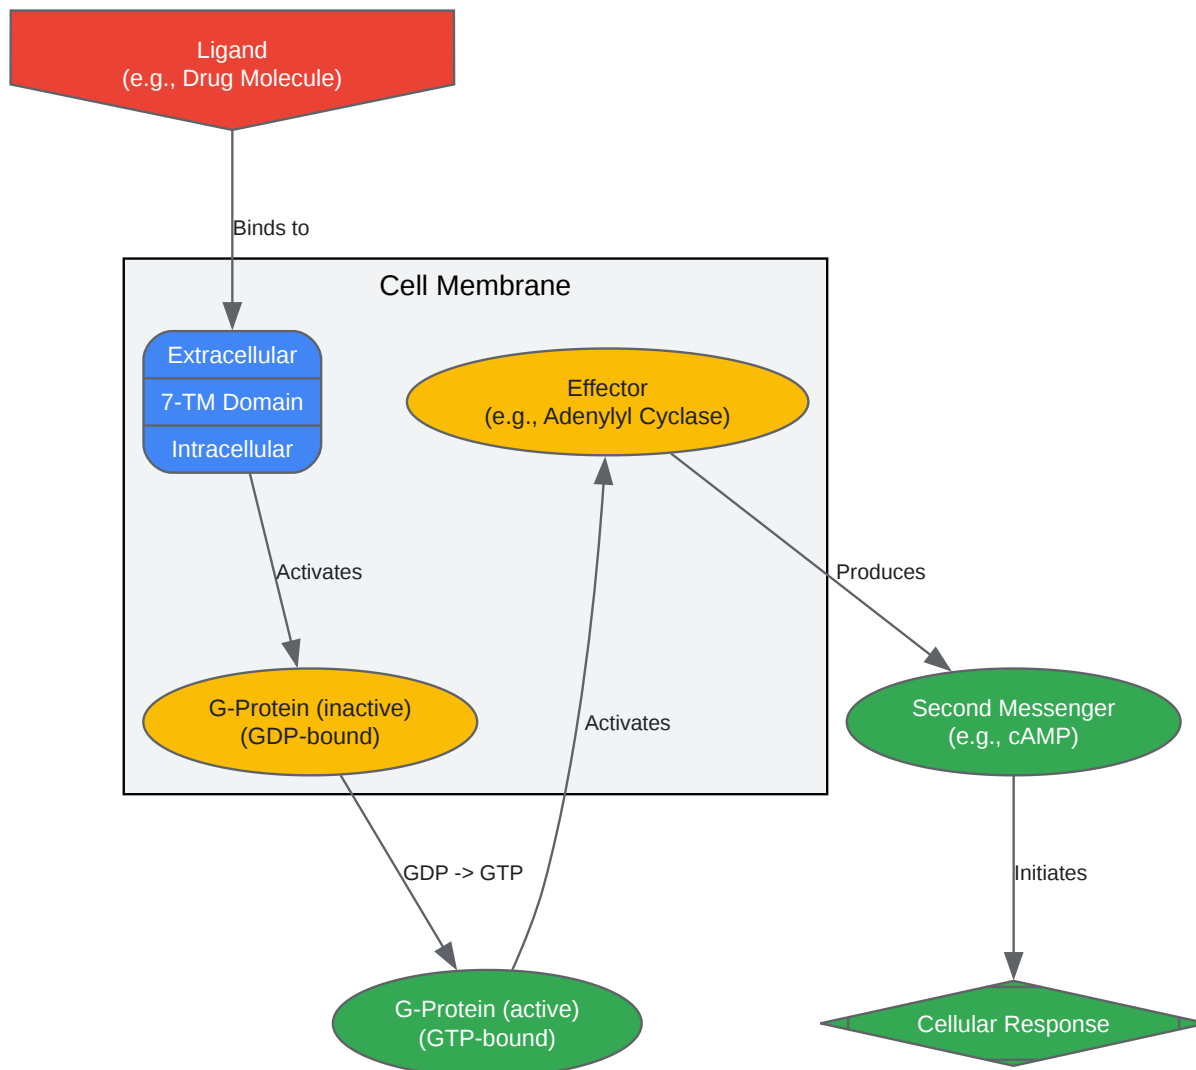 Ligand
(e.g., Drug Molecule)
Binds to
Cell Membrane
Extracellular
7-TM Domain
Intracellular
Effector
(e.g., Adenylyl Cyclase)
Activates
Produces
G-Protein (inactive)
(GDP-bound)
Activates
Second Messenger
(e.g., cAMP)
GDP -> GTP
Initiates
G-Protein (active)
(GTP-bound)
Cellular Response